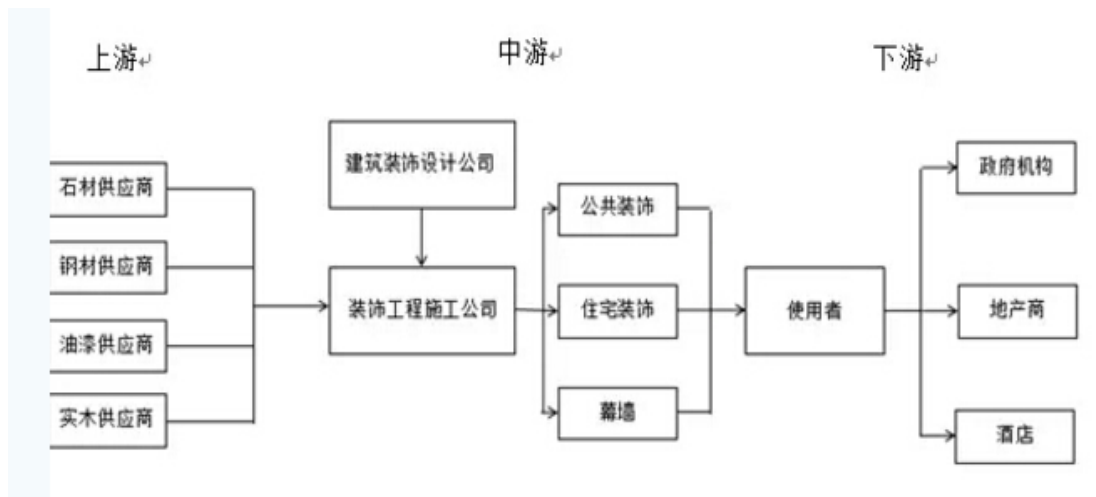 上游
中游
下游
建筑装饰设计公司
政府机构
石材供应商
公共装饰
钢材供应商
装饰工程施工公司
住宅装饰
使用者
地产商
油漆供应商
实木供应商
幕墙
酒店